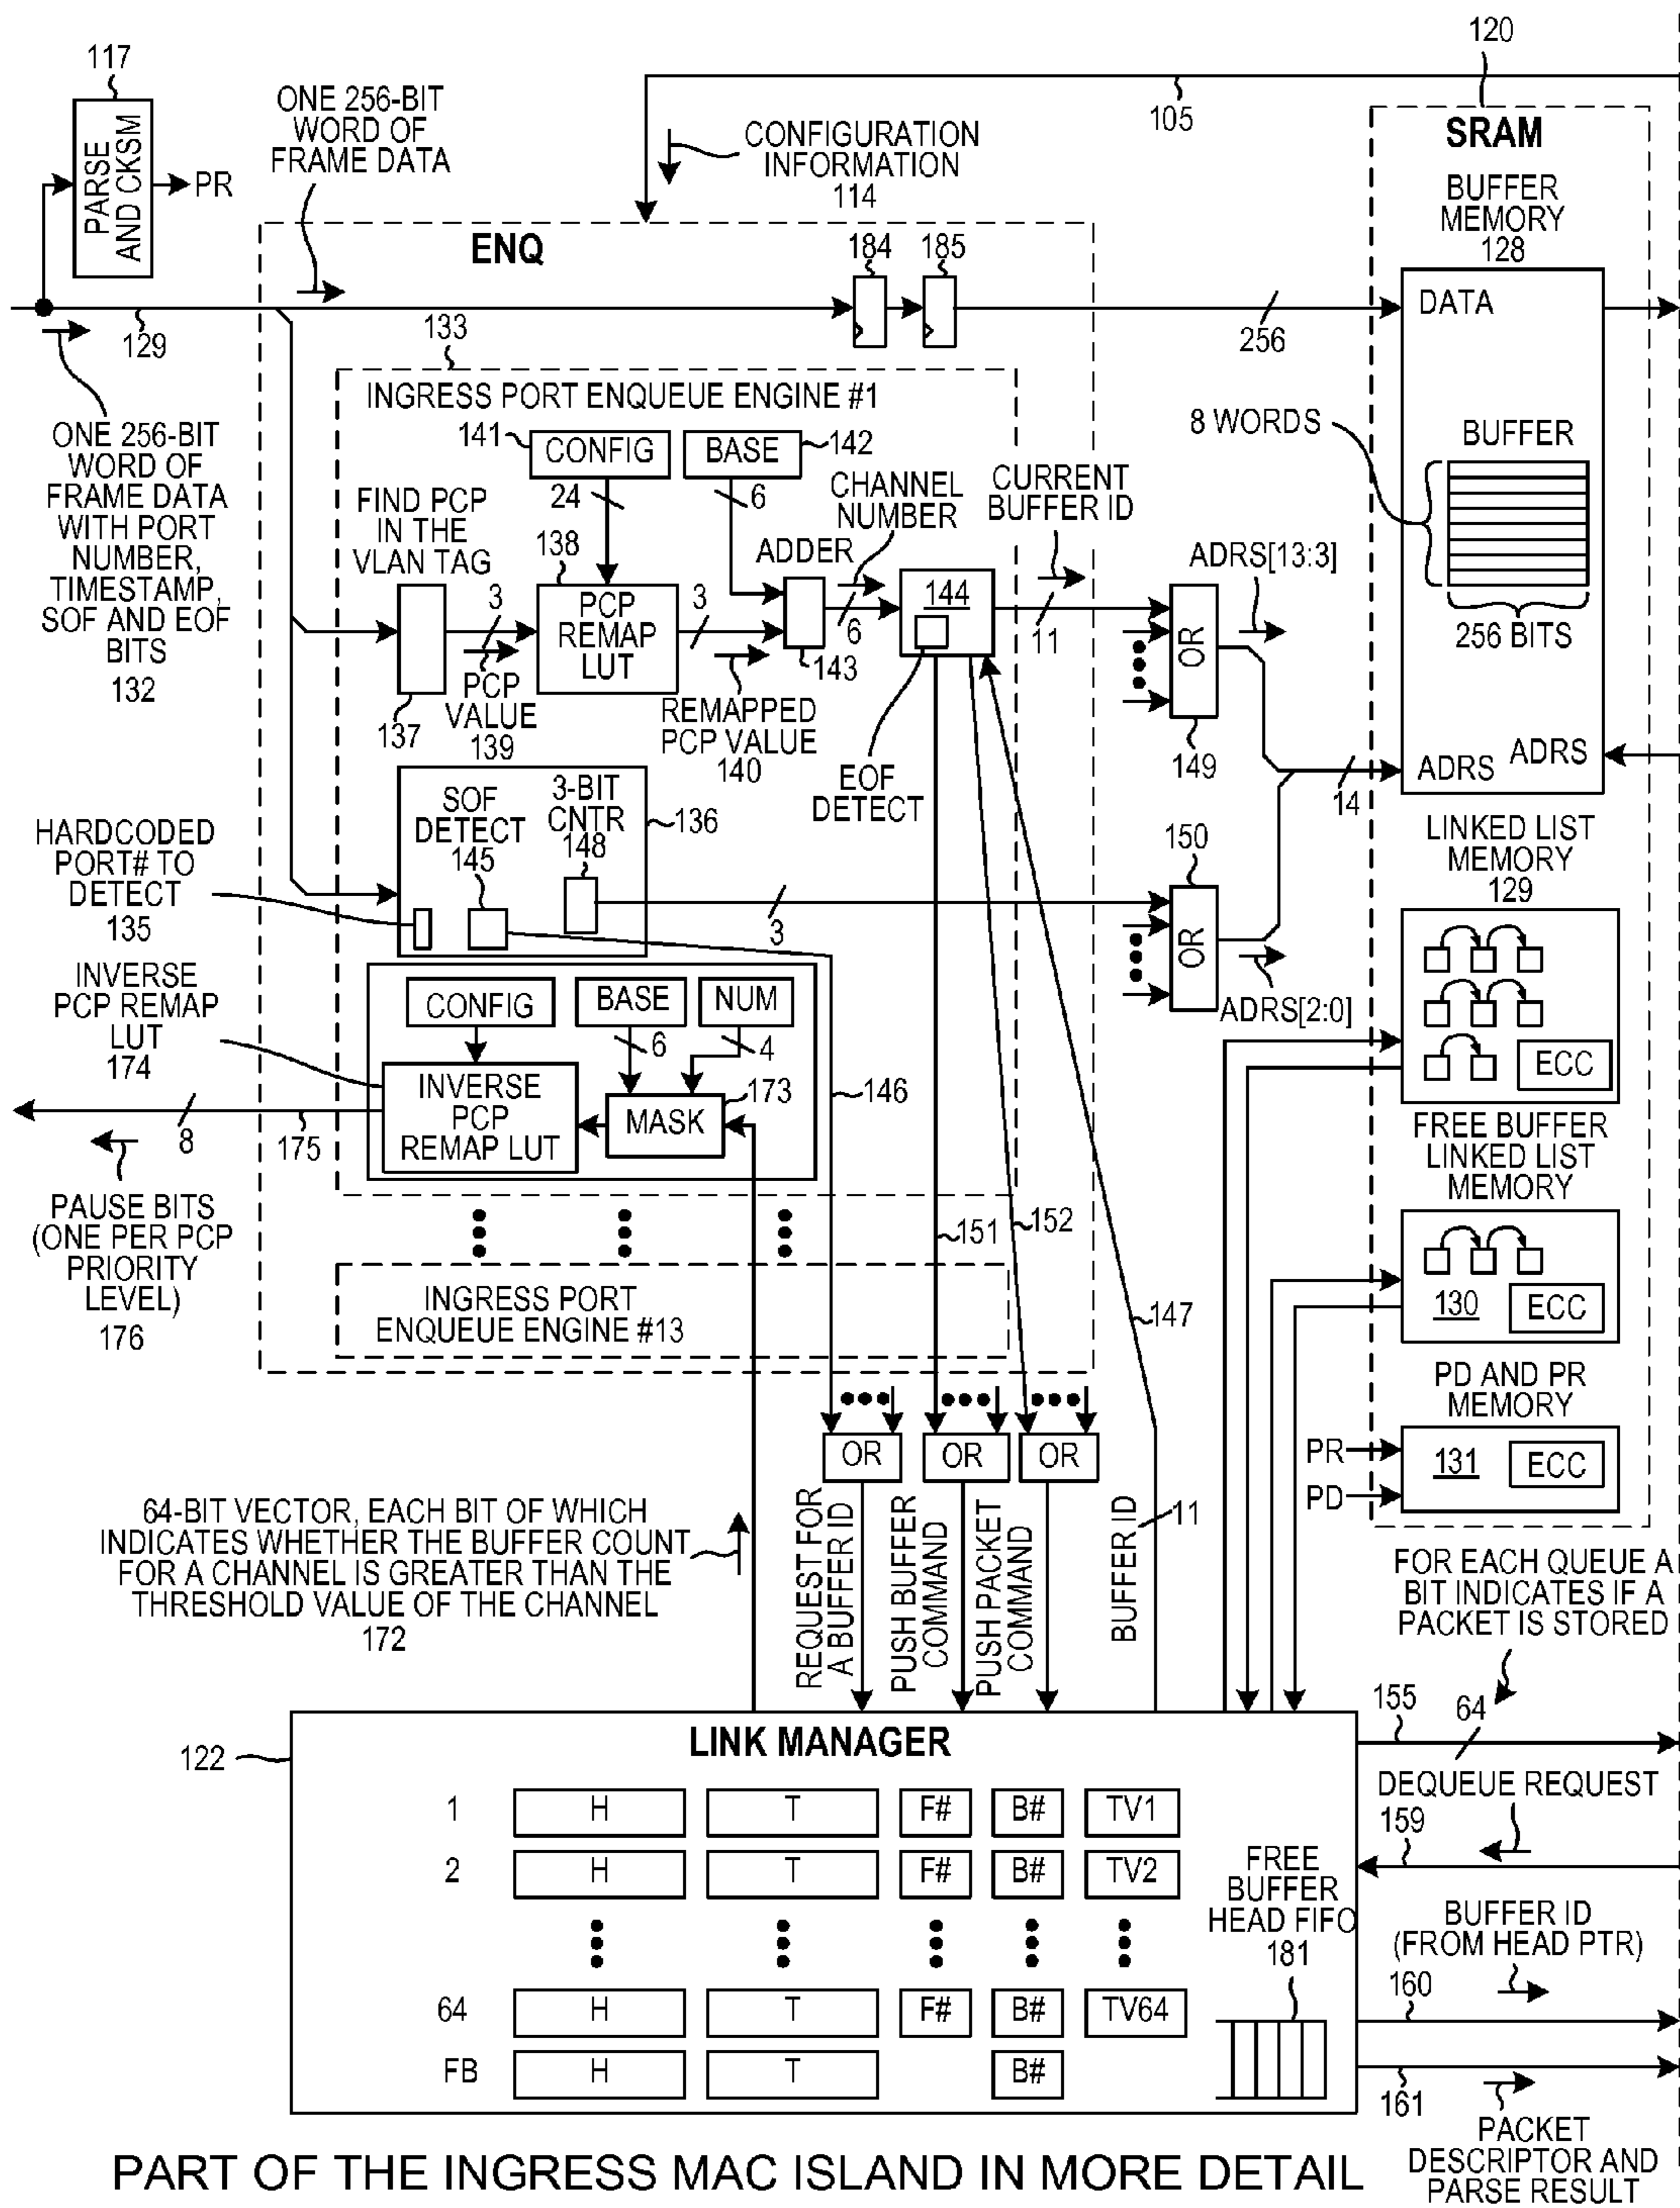 120
117
ONE 256-BIT
WORD OF
FRAME DATA
105
CONFIGURATION
INFORMATION
114
SRAM
PARSE
AND CKSM
PR
BUFFER
MEMORY
128
ENQ
184
185
DATA
129
256
133
INGRESS PORT ENQUEUE ENGINE #1
8 WORDS
BUFFER
256 BITS
ONE 256-BIT
WORD OF
FRAME DATA
WITH PORT
NUMBER,
TIMESTAMP,
SOF AND EOF
BITS
132
141
CONFIG
BASE
142
24
6
CHANNEL
NUMBER
CURRENT
BUFFER ID
FIND PCP
IN THE
VLAN TAG
138
ADDER
ADRS[13:3]
3
PCP
REMAP
LUT
3
6
144
11
OR
143
137
PCP
VALUE
139
REMAPPED
PCP VALUE
140
EOF
DETECT
149
ADRS
ADRS
14
HARDCODED
PORT# TO
DETECT
135
SOF
DETECT
145
3-BIT
CNTR
148
136
3
150
OR
ADRS[2:0]
LINKED LIST
MEMORY
129
ECC
INVERSE
PCP REMAP
LUT
174
CONFIG
BASE
NUM
6
4
INVERSE
PCP
REMAP LUT
MASK
173
146
8
175
PAUSE BITS
(ONE PER PCP
PRIORITY
LEVEL)
176
151
152
147
FREE BUFFER
LINKED LIST
MEMORY
130
ECC
INGRESS PORT
ENQUEUE ENGINE #13
PD AND PR
MEMORY
PR
PD
131
ECC
OR
OR
OR
64-BIT VECTOR, EACH BIT OF WHICH
INDICATES WHETHER THE BUFFER COUNT
FOR A CHANNEL IS GREATER THAN THE
THRESHOLD VALUE OF THE CHANNEL
172
REQUEST FOR
A BUFFER ID
PUSH BUFFER
COMMAND
PUSH PACKET
COMMAND
BUFFER ID
11
FOR EACH QUEUE A
BIT INDICATES IF A
PACKET IS STORED
122
LINK MANAGER
155
64
DEQUEUE REQUEST
159
1 H T F# B# TV1
2 H T F# B# TV2
64 H T F# B# TV64
FB H T B#
FREE
BUFFER
HEAD FIFO
181
BUFFER ID
(FROM HEAD PTR)
160
161
PACKET
DESCRIPTOR AND
PARSE RESULT
PART OF THE INGRESS MAC ISLAND IN MORE DETAIL